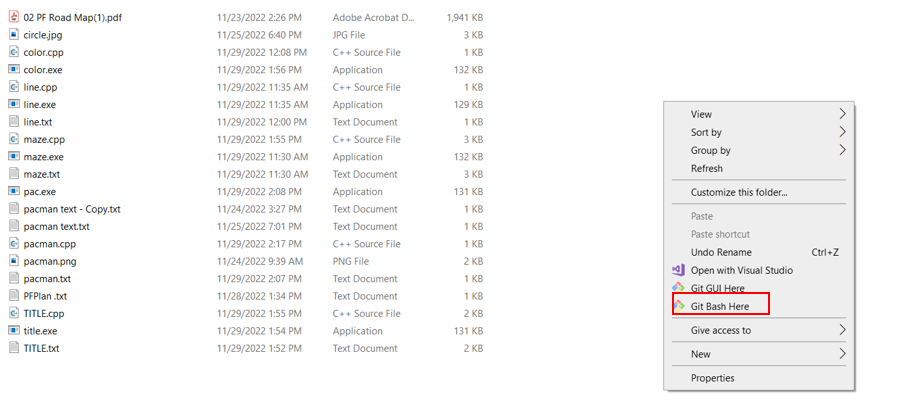 02 PF Road Map(1).pdf 11/23/2022 2:26 PM Adobe Acrobat D... 1,941 KB
circle.jpg 11/25/2022 6:40 PM JPG File 3 KB
color.cpp 11/29/2022 12:08 PM C++ Source File 1 KB
color.exe 11/29/2022 1:56 PM Application 132 KB
line.cpp 11/29/2022 11:35 AM C++ Source File 1 KB
line.exe 11/29/2022 11:35 AM Application 129 KB
line.txt 11/29/2022 12:00 PM Text Document 1 KB
maze.cpp 11/29/2022 1:55 PM C++ Source File 3 KB
maze.exe 11/29/2022 11:30 AM Application 132 KB
maze.txt 11/29/2022 11:30 AM Text Document 3 KB
pac.exe 11/29/2022 2:08 PM Application 131 KB
pacman text - Copy.txt 11/24/2022 3:27 PM Text Document 1 KB
pacman text.txt 11/25/2022 7:01 PM Text Document 1 KB
pacman.cpp 11/29/2022 2:17 PM C++ Source File 1 KB
pacman.png 11/24/2022 9:39 AM PNG File 2 KB
pacman.txt 11/29/2022 2:07 PM Text Document 1 KB
PFPlan .txt 11/28/2022 1:34 PM Text Document 1 KB
TITLE.cpp 11/29/2022 1:55 PM C++ Source File 2 KB
title.exe 11/29/2022 1:54 PM Application 131 KB
TITLE.txt 11/29/2022 1:52 PM Text Document 2 KB
View
Sort by
Group by
Refresh
Customize this folder...
Paste
Paste shortcut
Undo Rename Ctrl+Z
Open with Visual Studio
Git GUI Here
Git Bash Here
Give access to
New
Properties